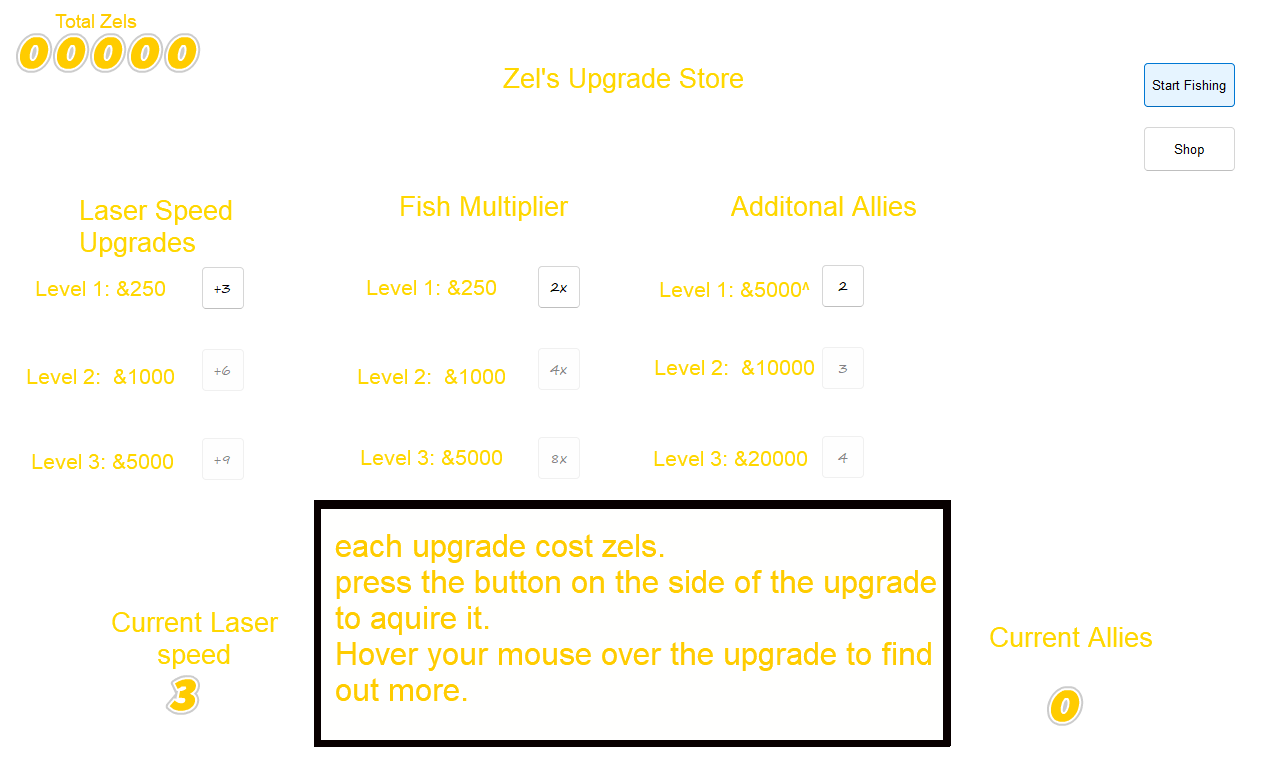 Total Zels
00000
Zel's Upgrade Store
Start Fishing
Shop
Laser Speed
Upgrades
Fish Multiplier
Additonal Allies
Level 1: &250
+3
Level 1: &250
2x
Level 1: &5000^
2
Level 2:  &1000
+6
Level 2:  &1000
4x
Level 2:  &10000
3
Level 3: &5000
+9
Level 3: &5000
8x
Level 3: &20000
4
each upgrade cost zels.
press the button on the side of the upgrade
to aquire it.
Hover your mouse over the upgrade to find
out more.
Current Laser
speed
3
Current Allies
0